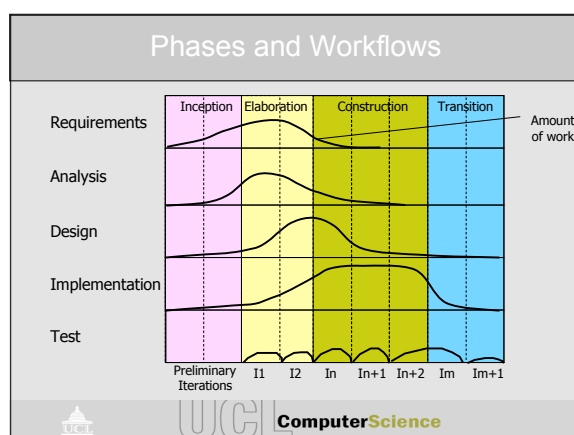 Phases and Workflows
Inception Elaboration Construction Transition
Requirements
Amount
of work
Analysis
Design
Implementation
Test
Preliminary
Iterations
I1 I2 In In+1 In+2 Im Im+1
UCL
UCL ComputerScience